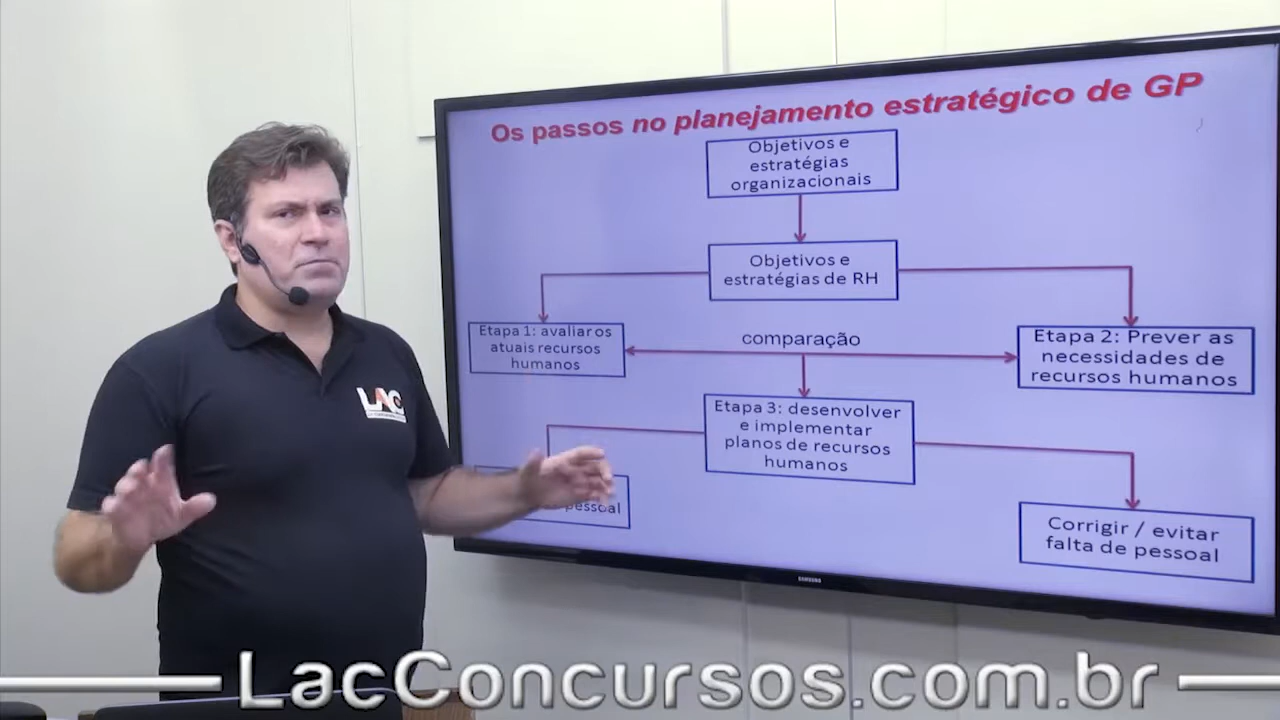 Os passos no planejamento estratégico de GP
Objetivos e
estratégias
organizacionais
Objetivos e
estratégias de RH
Etapa 1: avaliar os
atuais recursos
humanos
comparação
Etapa 2: Prever as
necessidades de
recursos humanos
Etapa 3: desenvolver
e implementar
planos de recursos
humanos
pessoal
Corrigir / evitar
falta de pessoal
LAC
SAMSUNG
LacConcursos.com.br